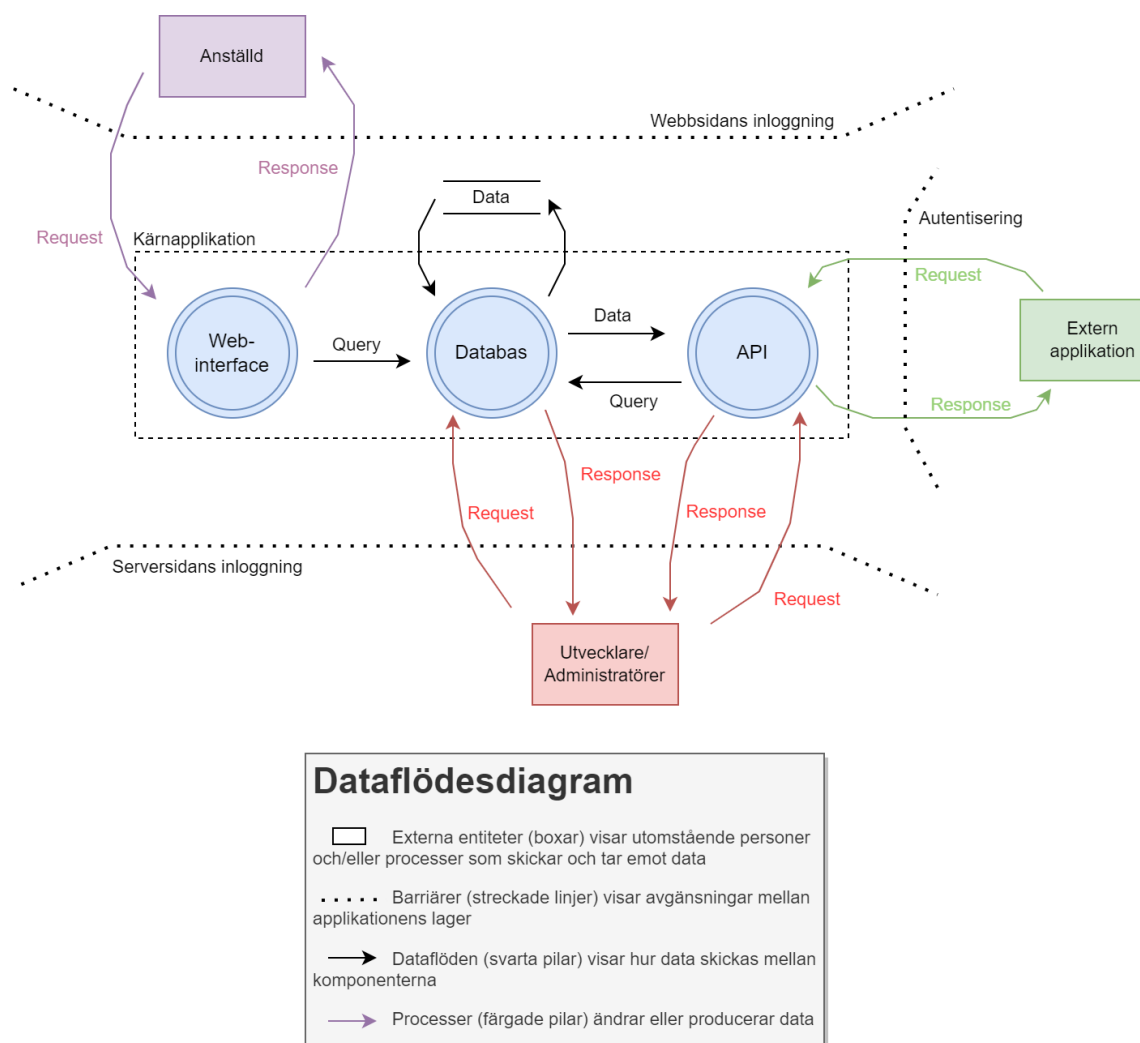 Anställd
Webbsidans inloggning
Response
Data
Request
Kärnapplikation
Autentisering
Request
Web-
interface
Query
Databas
Data
Query
API
Extern
applikation
Response
Response
Request
Response
Request
Serversidans inloggning
Utvecklare/
Administratörer
Dataflödesdiagram
Externa entiteter (boxar) visar utomstående personer
och/eller processer som skickar och tar emot data
Barriärer (streckade linjer) visar avgänsningar mellan
applikationens lager
Dataflöden (svarta pilar) visar hur data skickas mellan
komponenterna
Processer (färgade pilar) ändrar eller producerar data